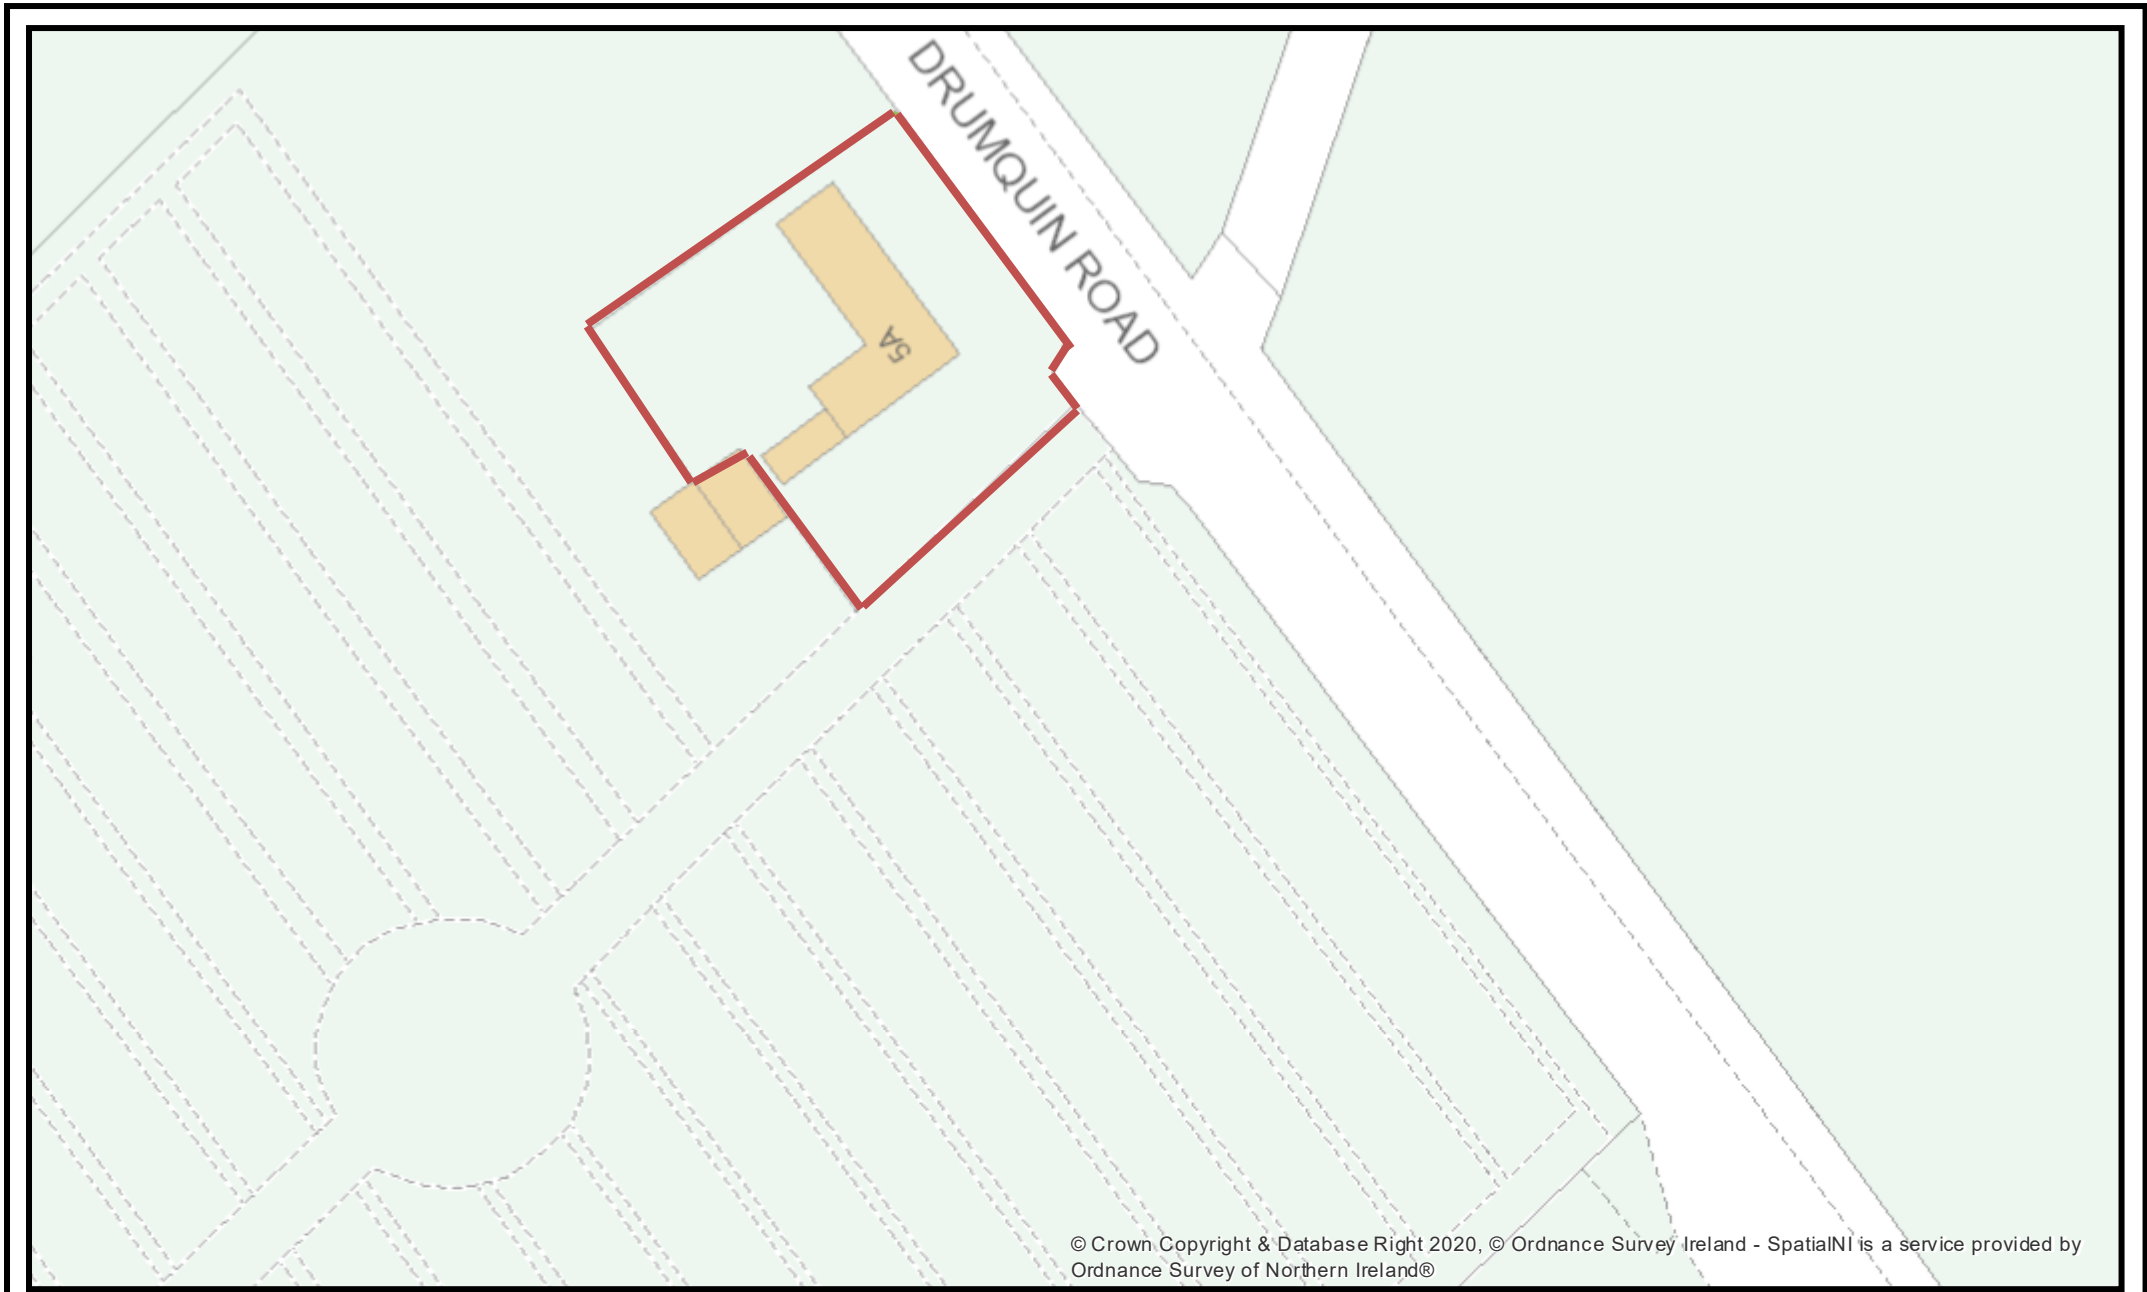 DRUMQUIN ROAD
5A
© Crown Copyright & Database Right 2020, © Ordnance Survey Ireland - SpatialNI is a service provided by
Ordnance Survey of Northern Ireland®